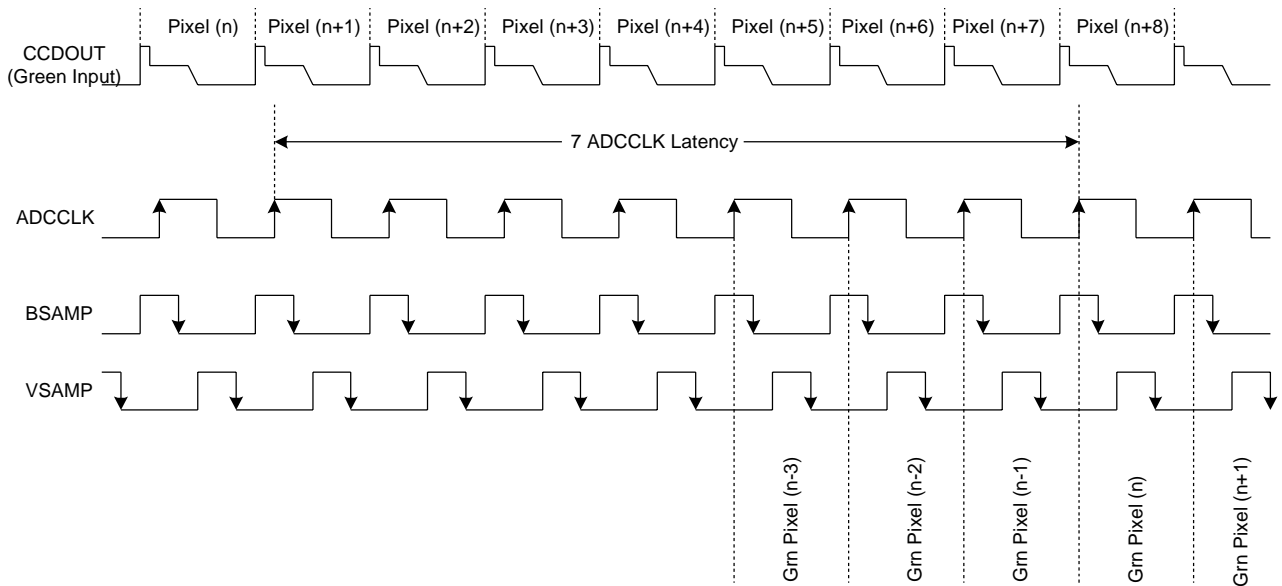 Pixel (n)
Pixel (n+1)
Pixel (n+2)
Pixel (n+3)
Pixel (n+4)
Pixel (n+5)
Pixel (n+6)
Pixel (n+7)
Pixel (n+8)
CCDOUT
(Green Input)
7 ADCCLK Latency
ADCCLK
BSAMP
VSAMP
Grn Pixel (n-3)
Grn Pixel (n-2)
Grn Pixel (n-1)
Grn Pixel (n)
Grn Pixel (n+1)